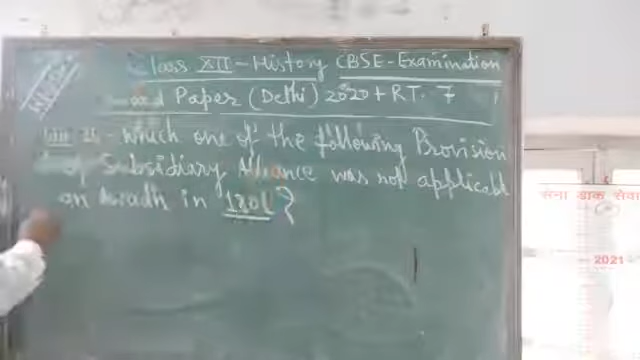 Class XII - History CBSE - Examination
Paper (Delhi) 2020 + RT. 7
which one of the following Provision
of Subsidiary Alliance was not applicable
on Awadh in 1801?
सेना डाक सेवा
2021